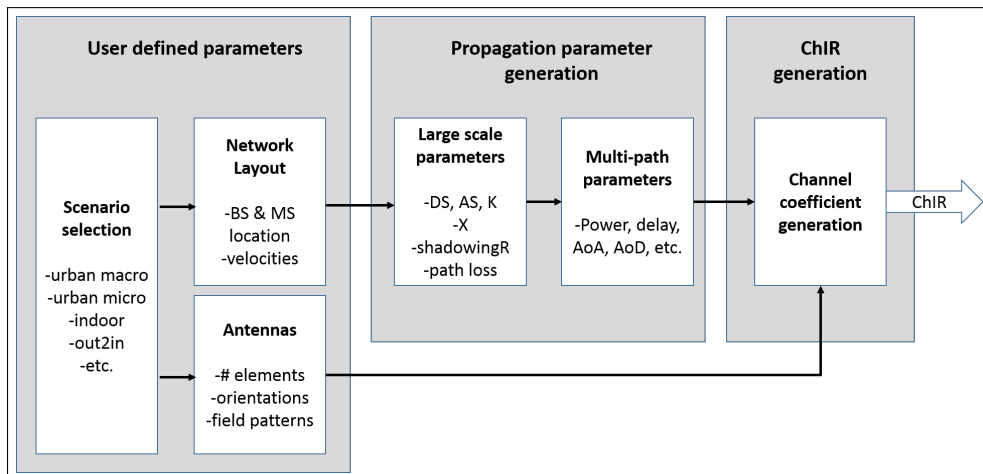 User defined parameters
Scenario
selection
-urban macro
-urban micro
-indoor
-out2in
-etc.
Network
Layout
-BS & MS
location
-velocities
Antennas
-# elements
-orientations
-field patterns
Propagation parameter
generation
Large scale
parameters
-DS, AS, K
-X
-shadowingR
-path loss
Multi-path
parameters
-Power, delay,
AoA, AoD, etc.
ChIR
generation
Channel
coefficient
generation
ChIR